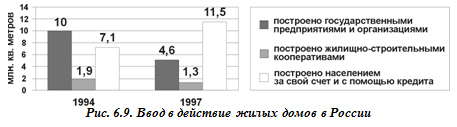 млн. кв. метров
12
10
8
6
4
2
0
10
1,9
7,1
4,6
1,3
11,5
1994
1997
построено государственными
предприятиями и организациями
построено жилищно-строительными
кооперативами
построено населением
за свой счет и с помощью кредита
Рис. 6.9. Ввод в действие жилых домов в России